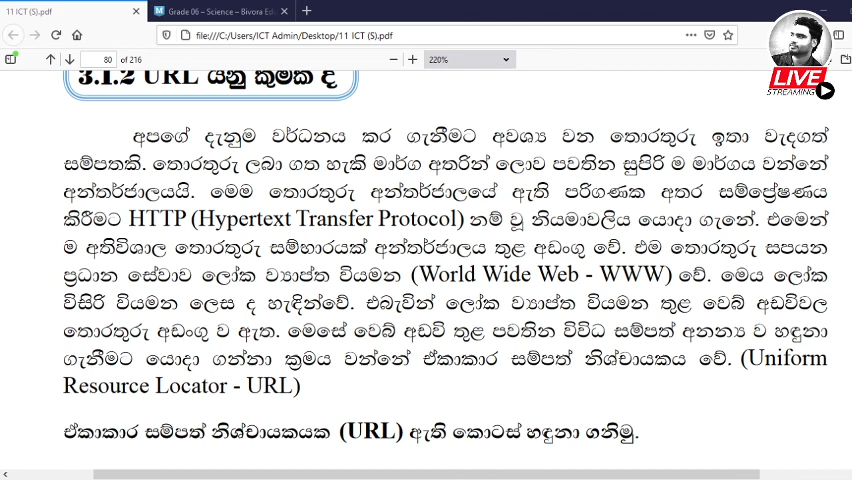 11 ICT (S).pdf
Grade 06 – Science – Bivora Edu
file:///C:/Users/ICT Admin/Desktop/11 ICT (S).pdf
80 of 216
220%
LIVE
STREAMING
3.1.2 URL යනු කුමක් ද
අපගේ දැනුම වර්ධනය කර ගැනීමට අවශ්‍ය වන තොරතුරු ඉතා වැදගත්
සම්පතකි. තොරතුරු ලබා ගත හැකි මාර්ග අතරින් ලොව පවතින සුපිරි ම මාර්ගය වන්නේ
අන්තර්ජාලයයි. මෙම තොරතුරු අන්තර්ජාලයේ ඇති පරිගණක අතර සම්ප්‍රේෂණය
කිරීමට HTTP (Hypertext Transfer Protocol) නම් වූ නියමාවලිය යොදා ගැනේ. එමෙන්
ම අතිවිශාල තොරතුරු සම්භාරයක් අන්තර්ජාලය තුළ අඩංගු වේ. එම තොරතුරු සපයන
ප්‍රධාන සේවාව ලෝක ව්‍යාප්ත වියමන (World Wide Web - WWW) වේ. මෙය ලෝක
විසිරි වියමන ලෙස ද හැඳින්වේ. එබැවින් ලෝක ව්‍යාප්ත වියමන තුළ වෙබ් අඩවිවල
තොරතුරු අඩංගු ව ඇත. මෙසේ වෙබ් අඩවි තුළ පවතින විවිධ සම්පත් අනන්‍ය ව හඳුනා
ගැනීමට යොදා ගන්නා ක්‍රමය වන්නේ ඒකාකාර සම්පත් නිශ්චායකය වේ. (Uniform
Resource Locator - URL)
ඒකාකාර සම්පත් නිශ්චායකයක (URL) ඇති කොටස් හඳුනා ගනිමු.